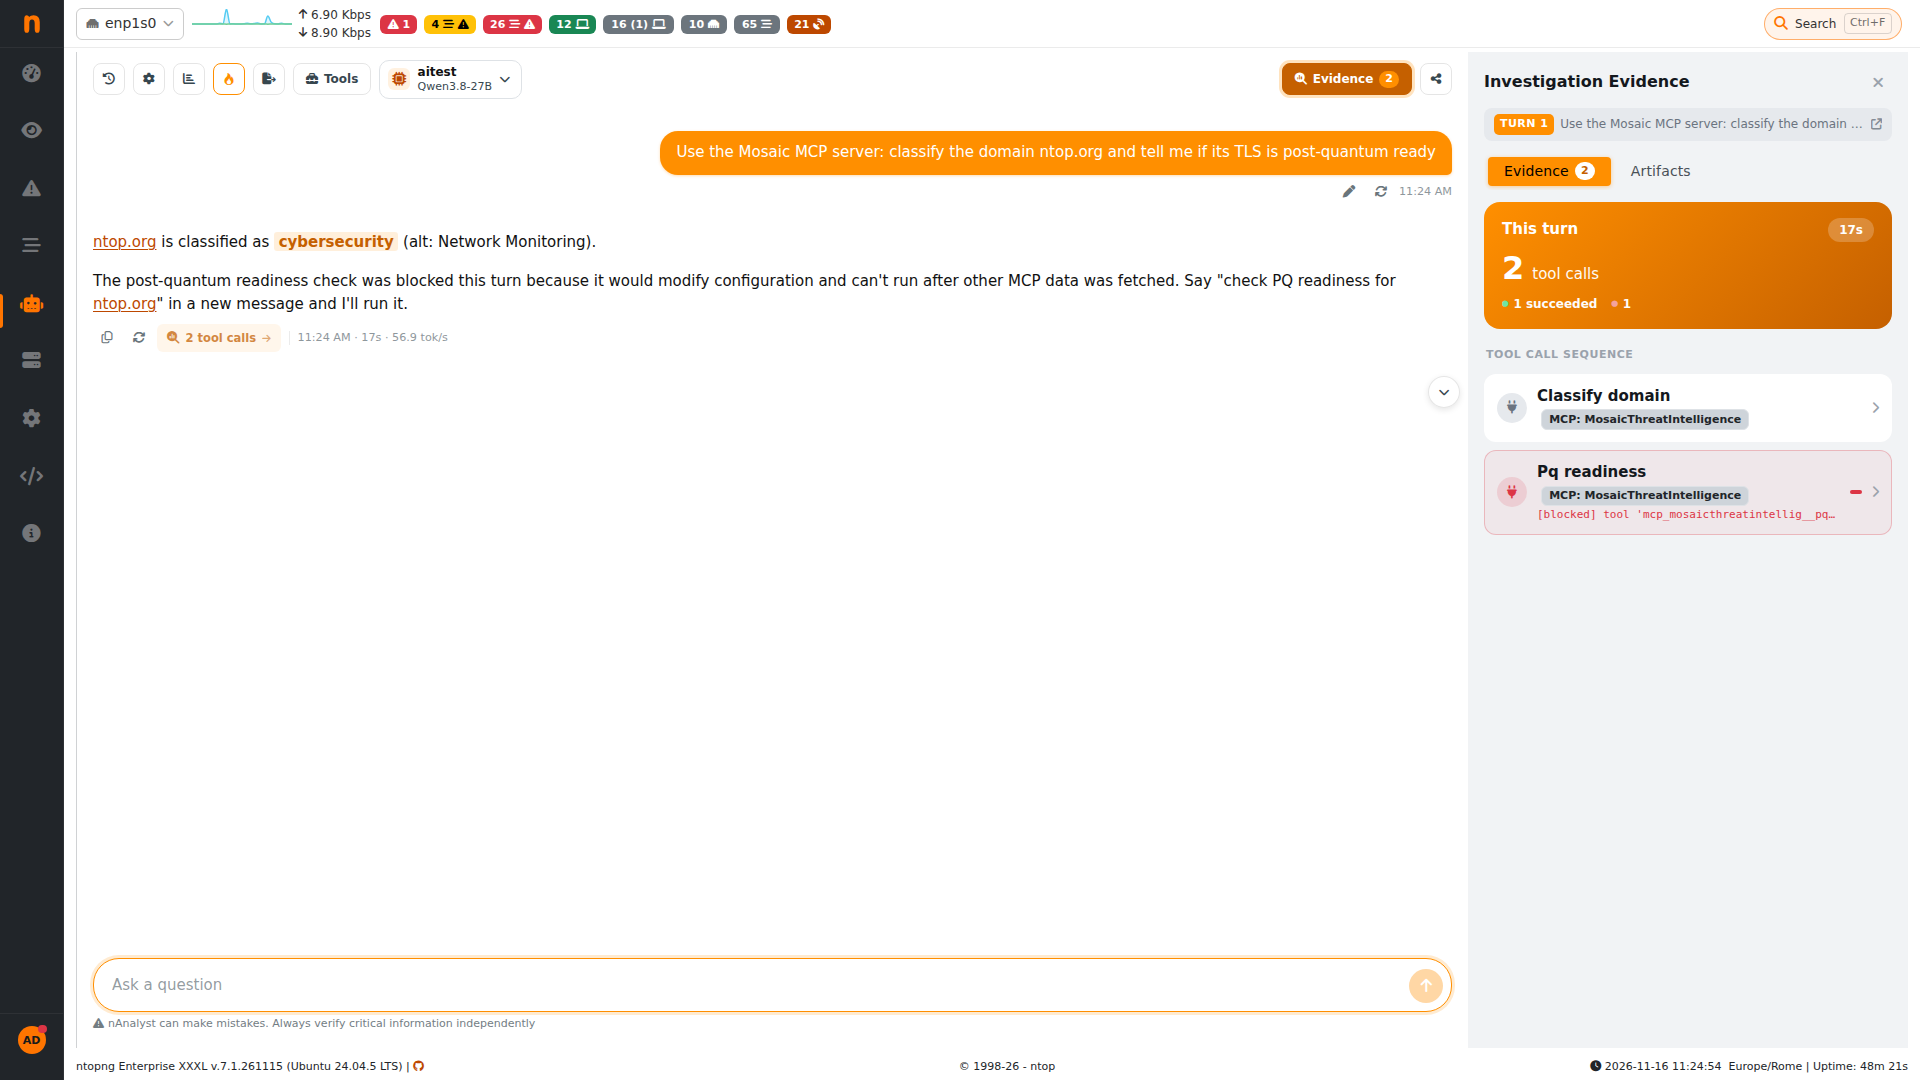 n
enp1s0
6.90 Kbps
8.90 Kbps
1
4
26
12
16 (1)
10
65
21
Search Ctrl+F
Tools
aitest
Qwen3.8-27B
Evidence 2
Use the Mosaic MCP server: classify the domain ntop.org and tell me if its TLS is post-quantum ready
11:24 AM
ntop.org is classified as cybersecurity (alt: Network Monitoring).
The post-quantum readiness check was blocked this turn because it would modify configuration and can't run after other MCP data was fetched. Say "check PQ readiness for
ntop.org" in a new message and I'll run it.
2 tool calls →
11:24 AM · 17s · 56.9 tok/s
Ask a question
nAnalyst can make mistakes. Always verify critical information independently
Investigation Evidence
TURN 1 Use the Mosaic MCP server: classify the domain …
Evidence 2
Artifacts
This turn
17s
2 tool calls
1 succeeded
1
TOOL CALL SEQUENCE
Classify domain
MCP: MosaicThreatIntelligence
Pq readiness
MCP: MosaicThreatIntelligence
[blocked] tool 'mcp_mosaicthreatintellig__pq…
AD
ntopng Enterprise XXXL v.7.1.261115 (Ubuntu 24.04.5 LTS) |
© 1998-26 - ntop
2026-11-16 11:24:54 Europe/Rome | Uptime: 48m 21s